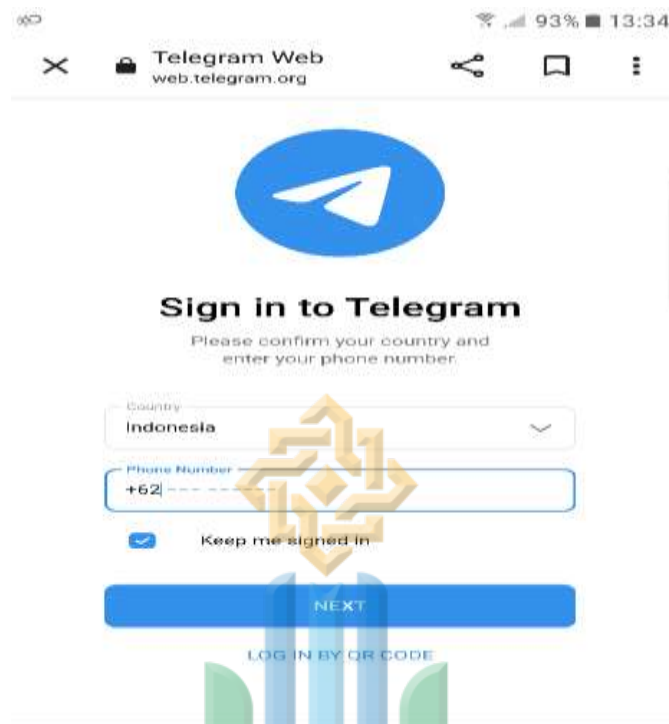 93% 13:34
Telegram Web
web.telegram.org
Sign in to Telegram
Please confirm your country and
enter your phone number.
Country
Indonesia
Phone Number
+62
Keep me signed in
NEXT
LOG IN BY QR CODE